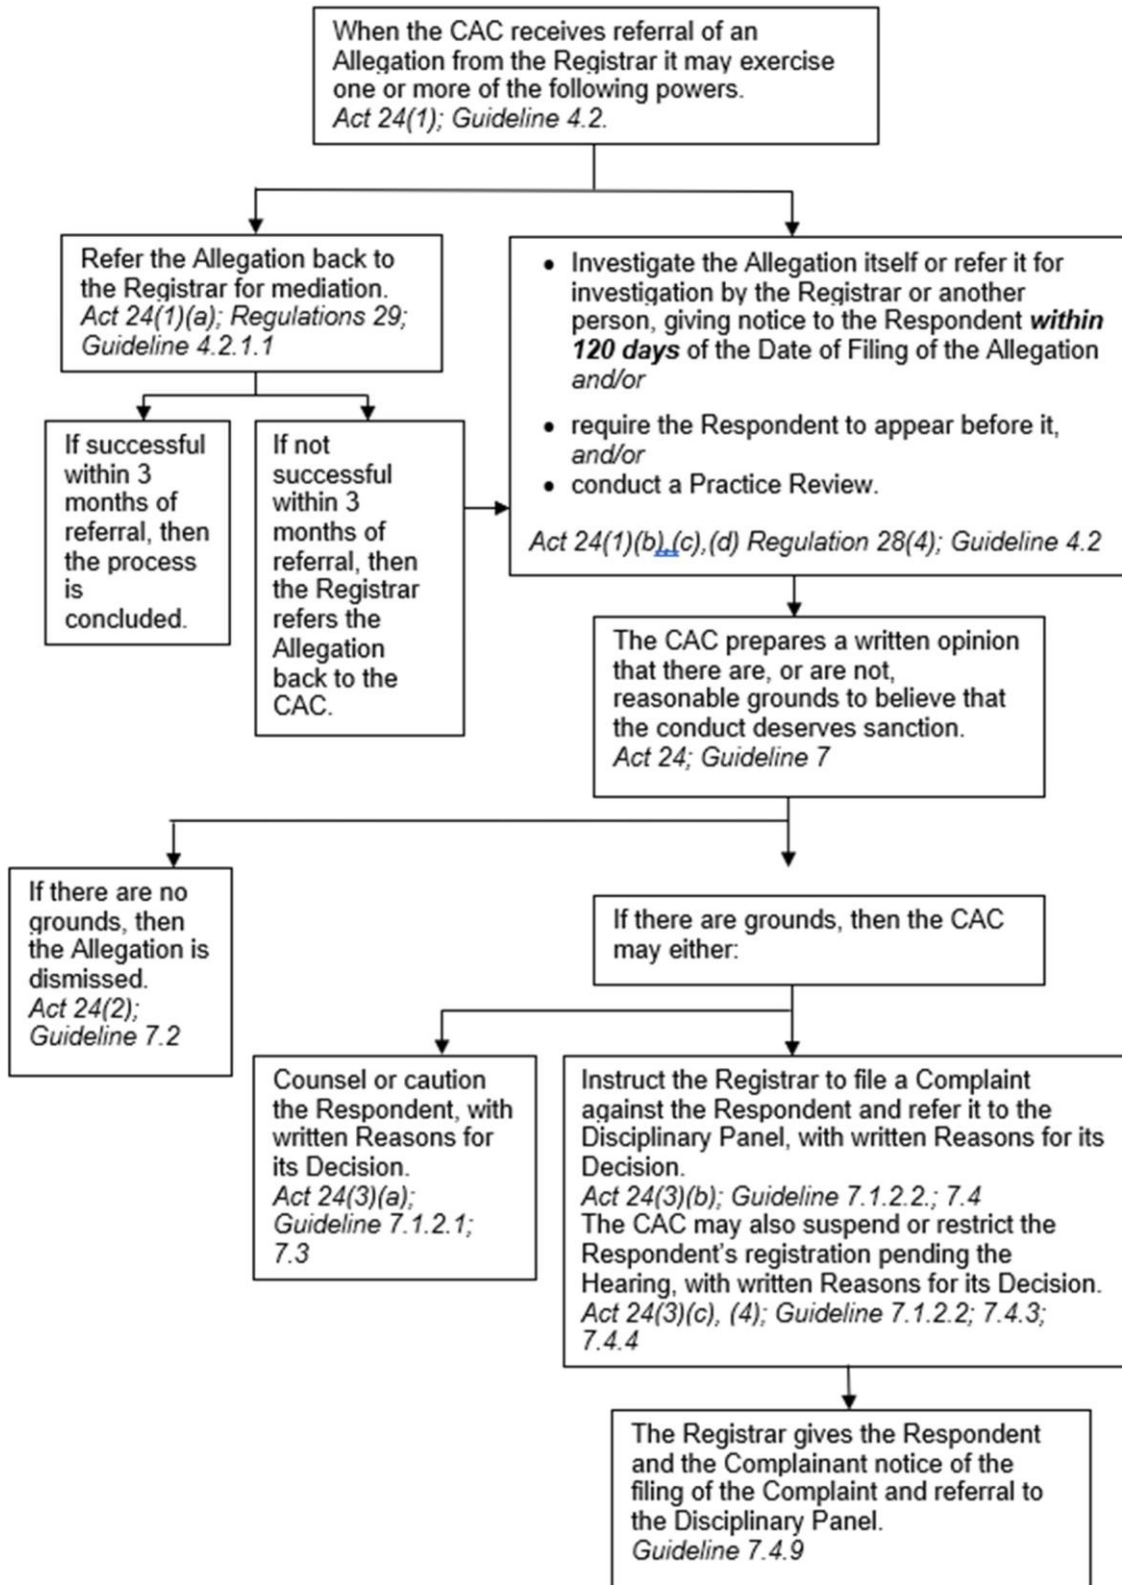 When the CAC receives referral of an
Allegation from the Registrar it may exercise
one or more of the following powers.
Act 24(1); Guideline 4.2.
Refer the Allegation back to
the Registrar for mediation.
Act 24(1)(a); Regulations 29;
Guideline 4.2.1.1
• Investigate the Allegation itself or refer it for
investigation by the Registrar or another
person, giving notice to the Respondent within
120 days of the Date of Filing of the Allegation
and/or
• require the Respondent to appear before it,
and/or
• conduct a Practice Review.
Act 24(1)(b),(c),(d) Regulation 28(4); Guideline 4.2
If successful
within 3
months of
referral, then
the process
is
concluded.
If not
successful
within 3
months of
referral, then
the Registrar
refers the
Allegation
back to the
CAC.
The CAC prepares a written opinion
that there are, or are not,
reasonable grounds to believe that
the conduct deserves sanction.
Act 24; Guideline 7
If there are no
grounds, then
the Allegation is
dismissed.
Act 24(2);
Guideline 7.2
If there are grounds, then the CAC
may either:
Counsel or caution
the Respondent, with
written Reasons for
its Decision.
Act 24(3)(a);
Guideline 7.1.2.1;
7.3
Instruct the Registrar to file a Complaint
against the Respondent and refer it to the
Disciplinary Panel, with written Reasons for its
Decision.
Act 24(3)(b); Guideline 7.1.2.2.; 7.4
The CAC may also suspend or restrict the
Respondent's registration pending the
Hearing, with written Reasons for its Decision.
Act 24(3)(c), (4); Guideline 7.1.2.2; 7.4.3;
7.4.4
The Registrar gives the Respondent
and the Complainant notice of the
filing of the Complaint and referral to
the Disciplinary Panel.
Guideline 7.4.9